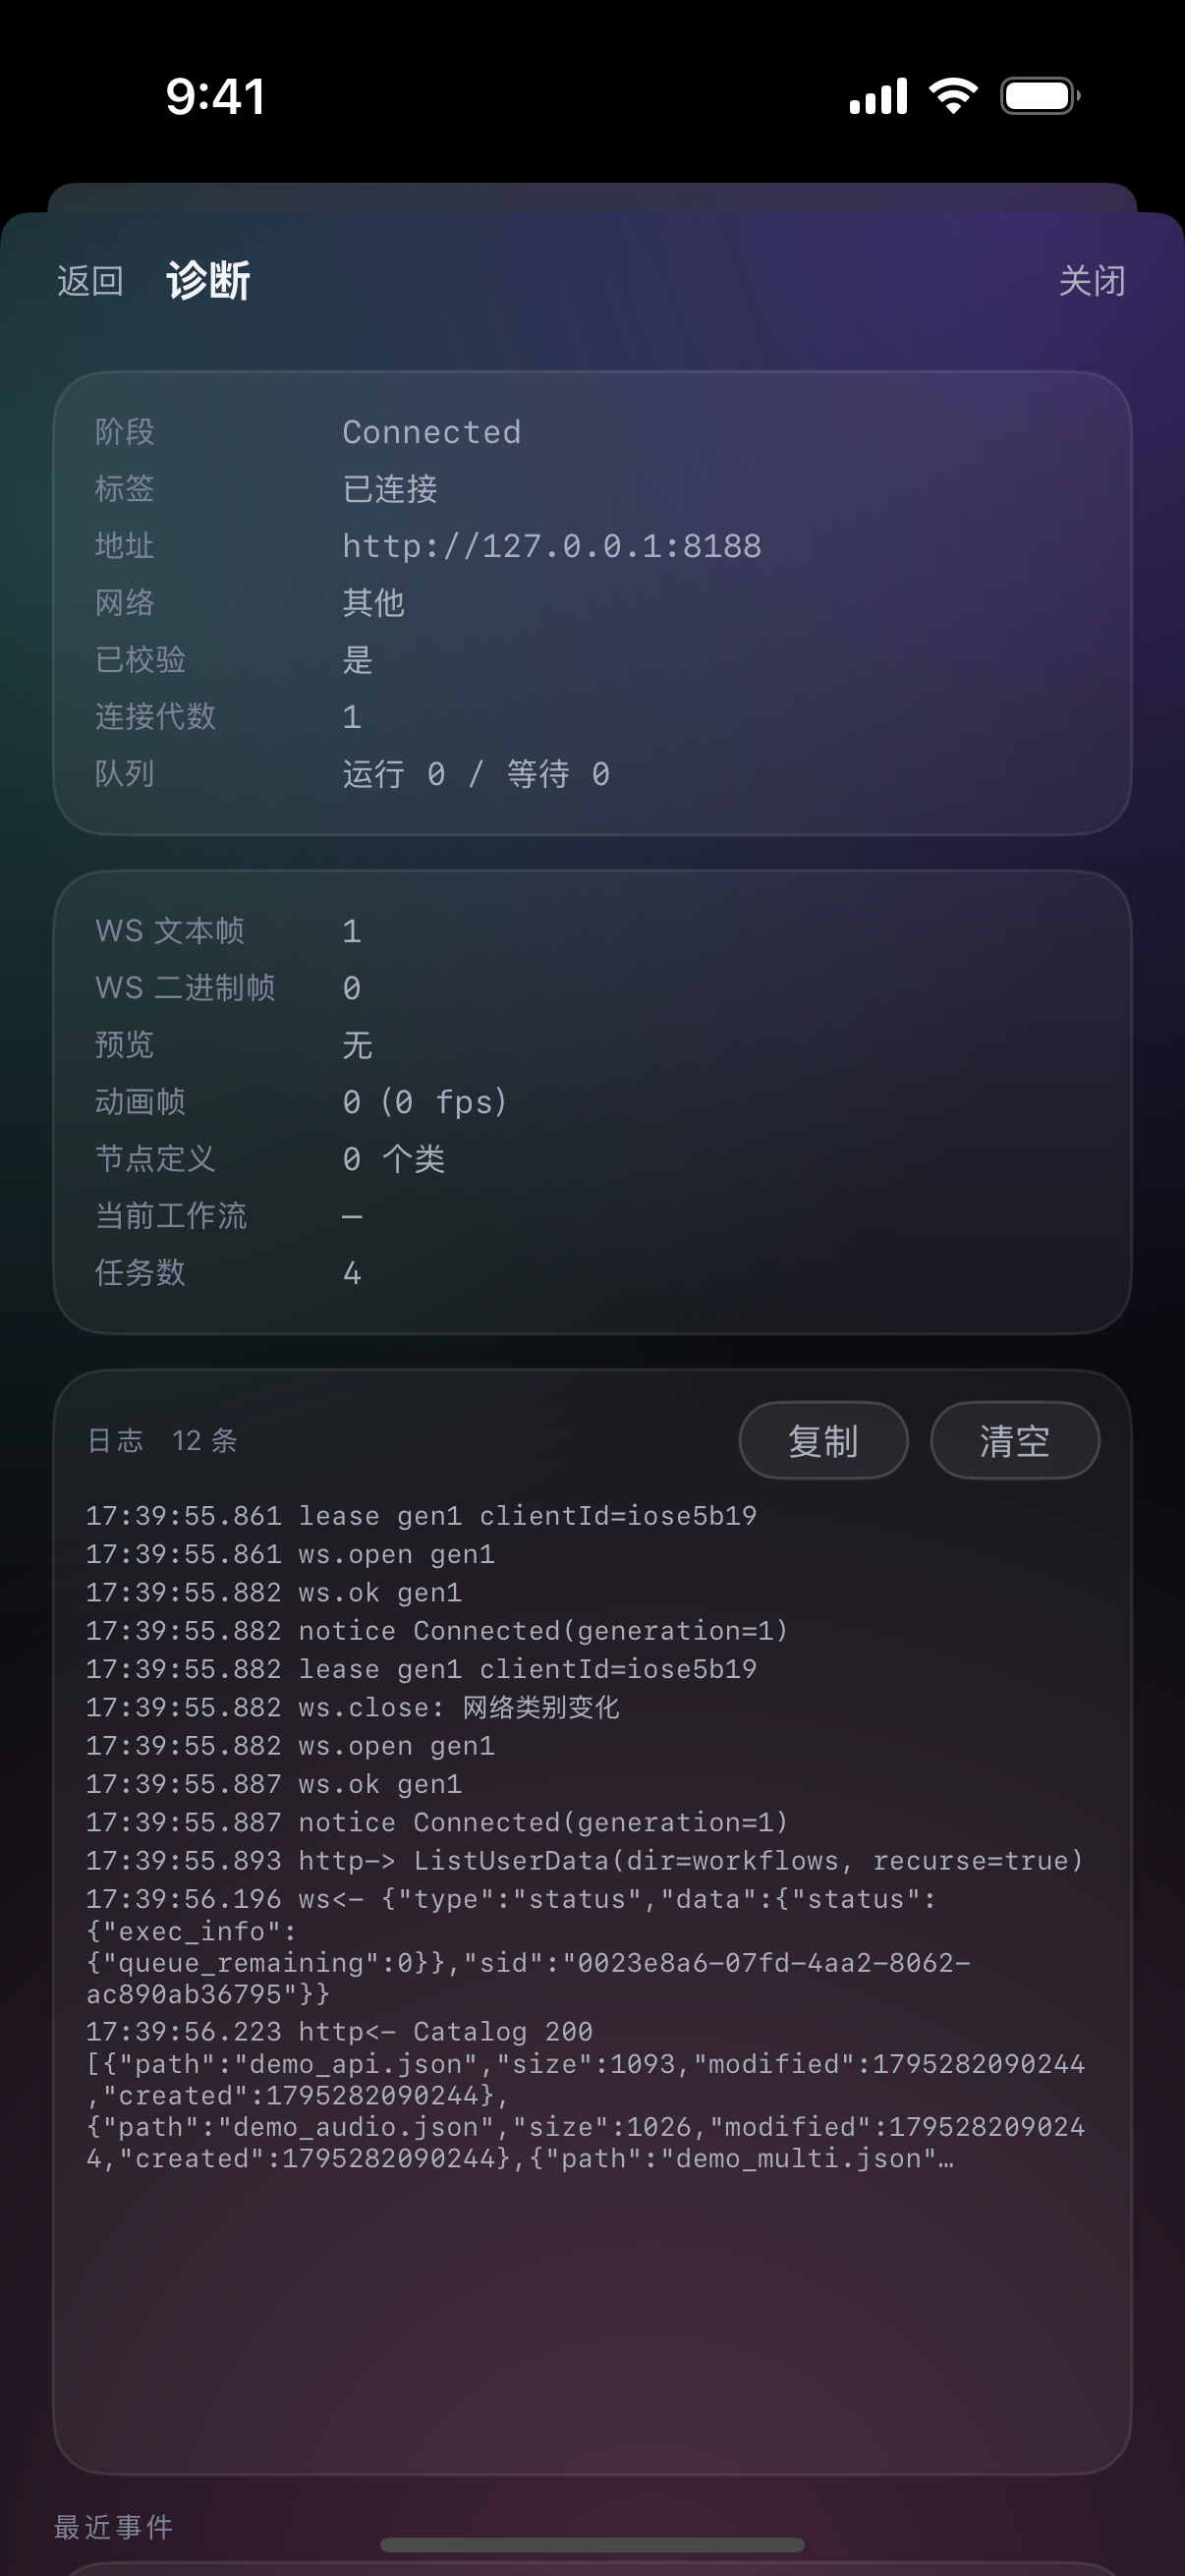 9:41
返回 诊断 关闭
阶段 Connected
标签 已连接
地址 http://127.0.0.1:8188
网络 其他
已校验 是
连接代数 1
队列 运行 0 / 等待 0
WS 文本帧 1
WS 二进制帧 0
预览 无
动画帧 0 (0 fps)
节点定义 0 个类
当前工作流 —
任务数 4
日志 12 条 复制 清空
17:39:55.861 lease gen1 clientId=iose5b19
17:39:55.861 ws.open gen1
17:39:55.882 ws.ok gen1
17:39:55.882 notice Connected(generation=1)
17:39:55.882 lease gen1 clientId=iose5b19
17:39:55.882 ws.close: 网络类别变化
17:39:55.882 ws.open gen1
17:39:55.887 ws.ok gen1
17:39:55.887 notice Connected(generation=1)
17:39:55.893 http-> ListUserData(dir=workflows, recurse=true)
17:39:56.196 ws<- {"type":"status","data":{"status":
{"exec_info":
{"queue_remaining":0}},"sid":"0023e8a6-07fd-4aa2-8062-
ac890ab36795"}}
17:39:56.223 http<- Catalog 200
[{"path":"demo_api.json","size":1093,"modified":1795282090244
,"created":1795282090244},
{"path":"demo_audio.json","size":1026,"modified":179528209024
4,"created":1795282090244},{"path":"demo_multi.json"…
最近事件